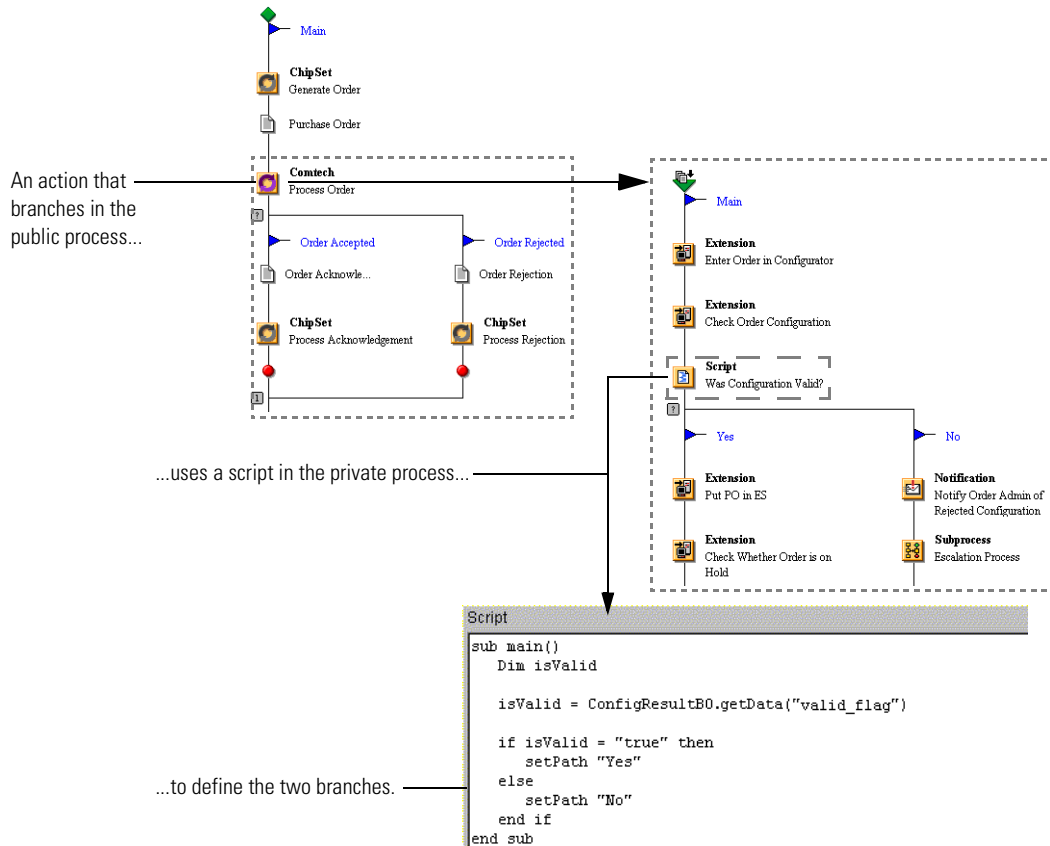 Main
ChipSet
Generate Order
Purchase Order
An action that
branches in the
public process...
Comtech
Process Order
?
Order Accepted
Order Rejected
Order Acknowle...
Order Rejection
ChipSet
Process Acknowledgement
ChipSet
Process Rejection
1
Main
Extension
Enter Order in Configurator
Extension
Check Order Configuration
Script
Was Configuration Valid?
?
Yes
No
Extension
Put PO in ES
Notification
Notify Order Admin of
Rejected Configuration
Extension
Check Whether Order is on
Hold
Subprocess
Escalation Process
...uses a script in the private process...
Script
sub main()
Dim isValid
isValid = ConfigResultBO.getData("valid_flag")
if isValid = "true" then
setPath "Yes"
else
setPath "No"
end if
end sub
...to define the two branches.